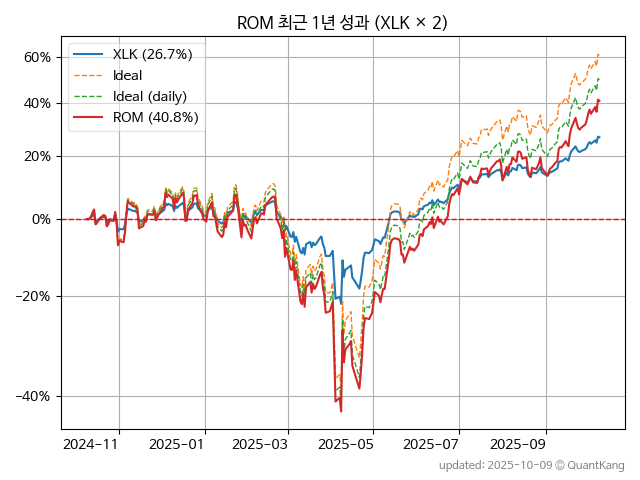 ROM 최근 1년 성과 (XLK × 2)
XLK (26.7%)
Ideal
Ideal (daily)
ROM (40.8%)
60%
40%
20%
0%
−20%
−40%
2024-11
2025-01
2025-03
2025-05
2025-07
2025-09
updated: 2025-10-09 © QuantKang